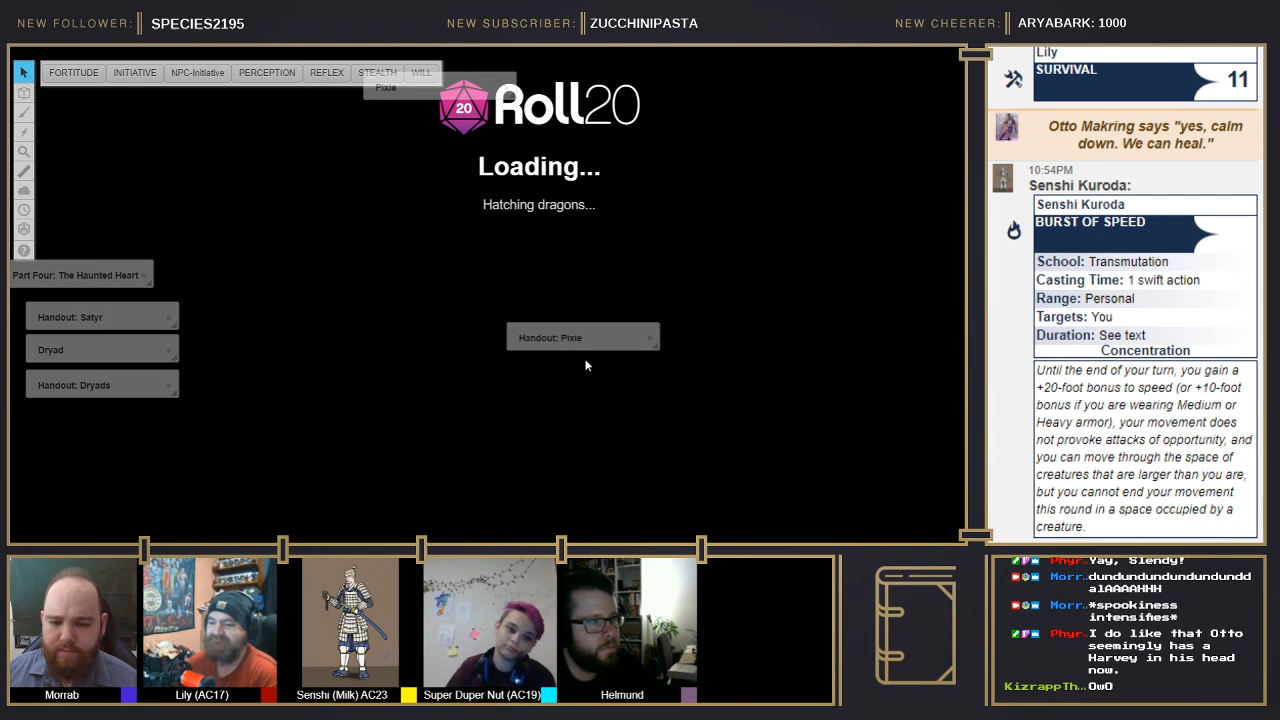 NEW FOLLOWER: SPECIES2195
NEW SUBSCRIBER: ZUCCHINIPASTA
NEW CHEERER: ARYABARK: 1000
FORTITUDE INITIATIVE NPC-Initiative PERCEPTION REFLEX STEALTH WILL
Pixie
20 Roll20
Loading...
Hatching dragons...
Part Four: The Haunted Heart
Handout: Satyr
Dryad
Handout: Dryads
Handout: Pixie
Lily
SURVIVAL 11
Otto Makring says "yes, calm
down. We can heal."
10:54PM
Senshi Kuroda:
Senshi Kuroda
BURST OF SPEED
School: Transmutation
Casting Time: 1 swift action
Range: Personal
Targets: You
Duration: See text
Concentration
Until the end of your turn, you gain a
+20-foot bonus to speed (or +10-foot
bonus if you are wearing Medium or
Heavy armor), your movement does
not provoke attacks of opportunity, and
you can move through the space of
creatures that are larger than you are,
but you cannot end your movement
this round in a space occupied by a
creature.
Morrab
Lily (AC17)
Senshi (Milk) AC23
Super Duper Nut (AC19)
Helmund
Phyr.. Yay, Slendy!
Morr.. dundundundundundundd
alAAAAHHH
Morr.. *spookiness
intensifies*
Phyr.. I do like that Otto
seemingly has a
Harvey in his head
now.
KizrappTh.. OwO